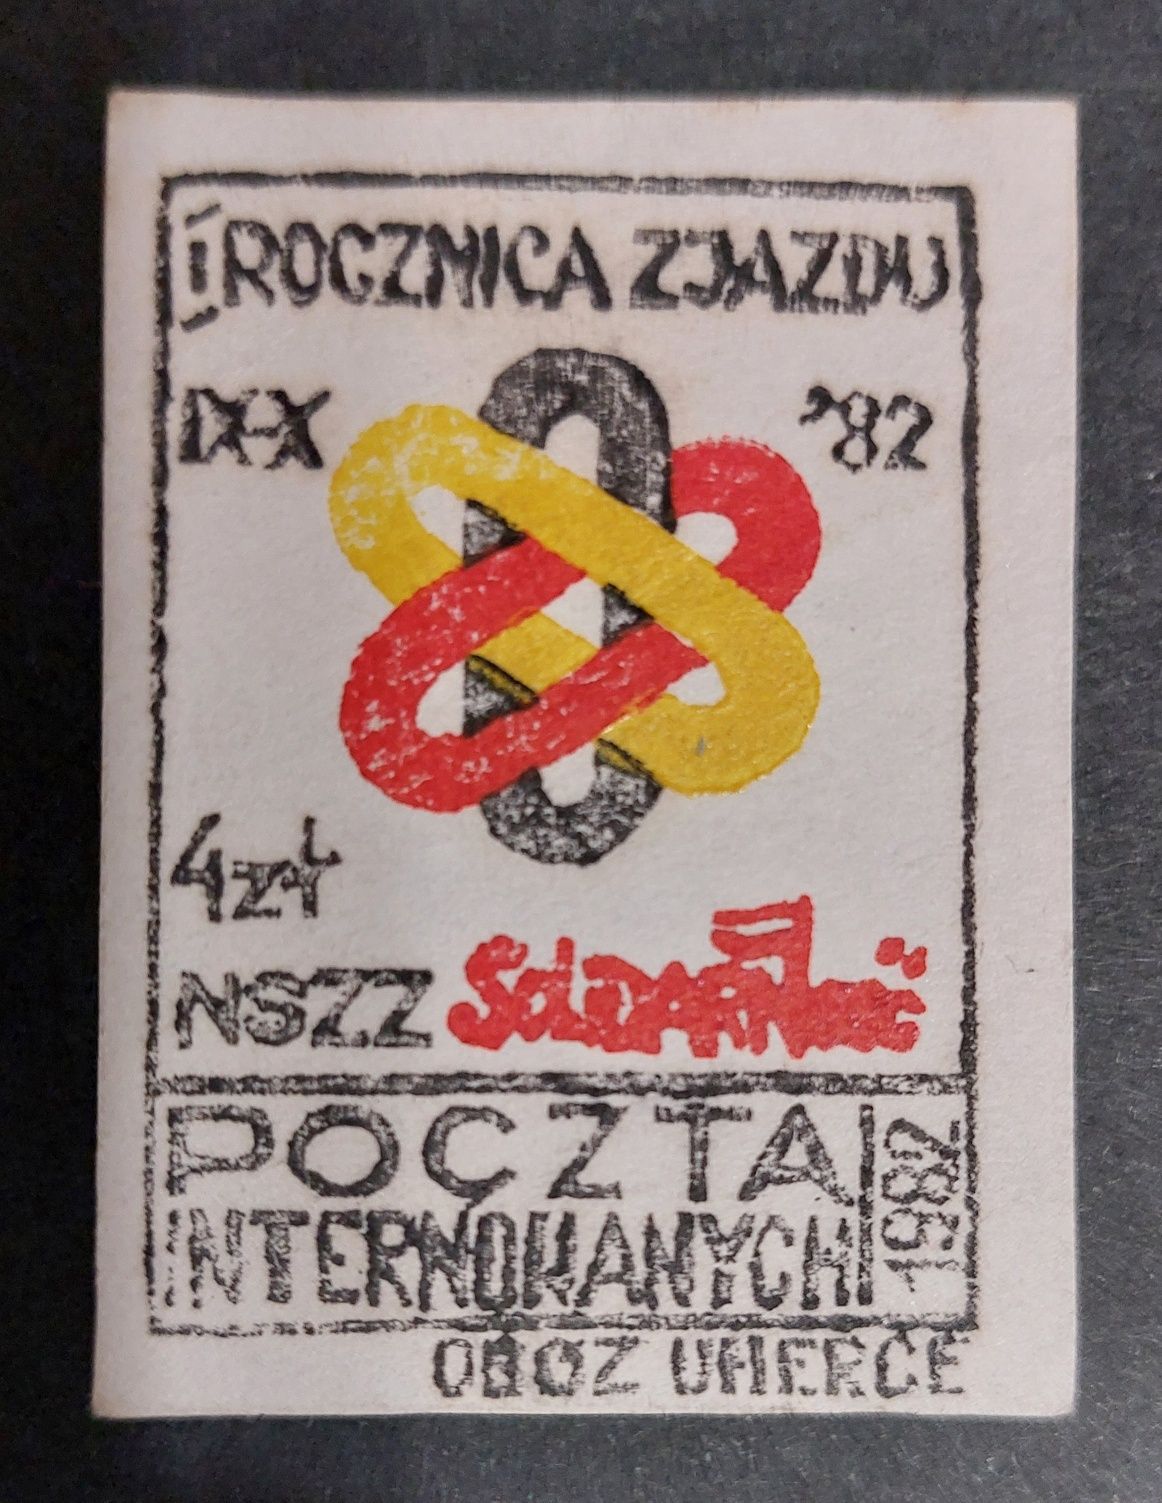 I ROCZNICA ZJAZDU
IX-X '82
4zł
NSZZ SOLIDARNOŚĆ
POCZTA
INTERNOWANYCH 1982
OBÓZ UHERCE